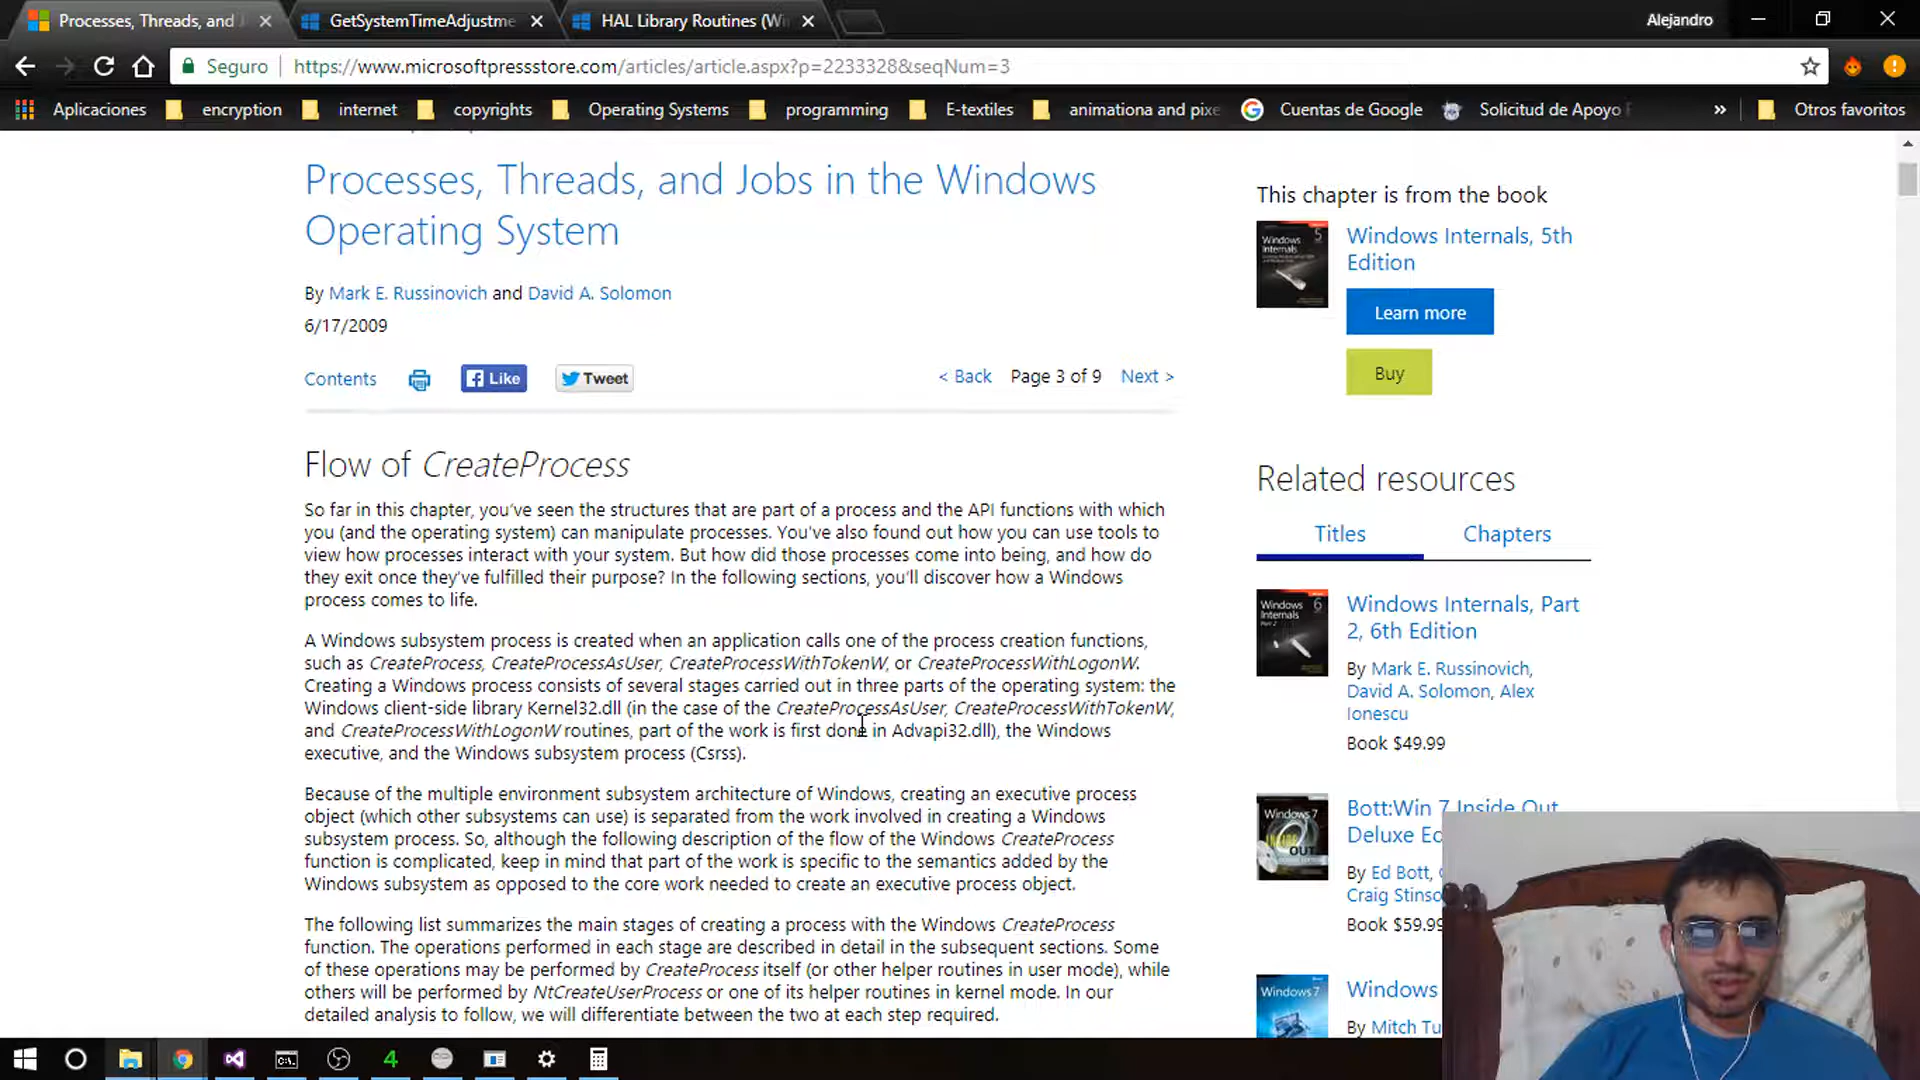 Processes, Threads, and J
GetSystemTimeAdjustme
HAL Library Routines (Wi
Alejandro
Seguro
https://www.microsoftpressstore.com/articles/article.aspx?p=2233328&seqNum=3
Aplicaciones
encryption
internet
copyrights
Operating Systems
programming
E-textiles
animationa and pixe
Cuentas de Google
Solicitud de Apoyo
»
Otros favoritos
Processes, Threads, and Jobs in the Windows
Operating System
By Mark E. Russinovich and David A. Solomon
6/17/2009
Contents
Like
Tweet
< Back
Page 3 of 9
Next >
Flow of CreateProcess
So far in this chapter, you've seen the structures that are part of a process and the API functions with which
you (and the operating system) can manipulate processes. You've also found out how you can use tools to
view how processes interact with your system. But how did those processes come into being, and how do
they exit once they've fulfilled their purpose? In the following sections, you'll discover how a Windows
process comes to life.
A Windows subsystem process is created when an application calls one of the process creation functions,
such as CreateProcess, CreateProcessAsUser, CreateProcessWithTokenW, or CreateProcessWithLogonW.
Creating a Windows process consists of several stages carried out in three parts of the operating system: the
Windows client-side library Kernel32.dll (in the case of the CreateProcessAsUser, CreateProcessWithTokenW,
and CreateProcessWithLogonW routines, part of the work is first done in Advapi32.dll), the Windows
executive, and the Windows subsystem process (Csrss).
Because of the multiple environment subsystem architecture of Windows, creating an executive process
object (which other subsystems can use) is separated from the work involved in creating a Windows
subsystem process. So, although the following description of the flow of the Windows CreateProcess
function is complicated, keep in mind that part of the work is specific to the semantics added by the
Windows subsystem as opposed to the core work needed to create an executive process object.
The following list summarizes the main stages of creating a process with the Windows CreateProcess
function. The operations performed in each stage are described in detail in the subsequent sections. Some
of these operations may be performed by CreateProcess itself (or other helper routines in user mode), while
others will be performed by NtCreateUserProcess or one of its helper routines in kernel mode. In our
detailed analysis to follow, we will differentiate between the two at each step required.
This chapter is from the book
Windows Internals 5
Windows Internals, 5th
Edition
Learn more
Buy
Related resources
Titles
Chapters
Windows Internals 6
Part 2
Windows Internals, Part
2, 6th Edition
By Mark E. Russinovich,
David A. Solomon, Alex
Ionescu
Book $49.99
Windows 7
INSIDE
OUT
Bott:Win 7 Inside Out
Deluxe Ed
By Ed Bott,
Craig Stinso
Book $59.99
Windows 7
Windows
By Mitch Tu
4